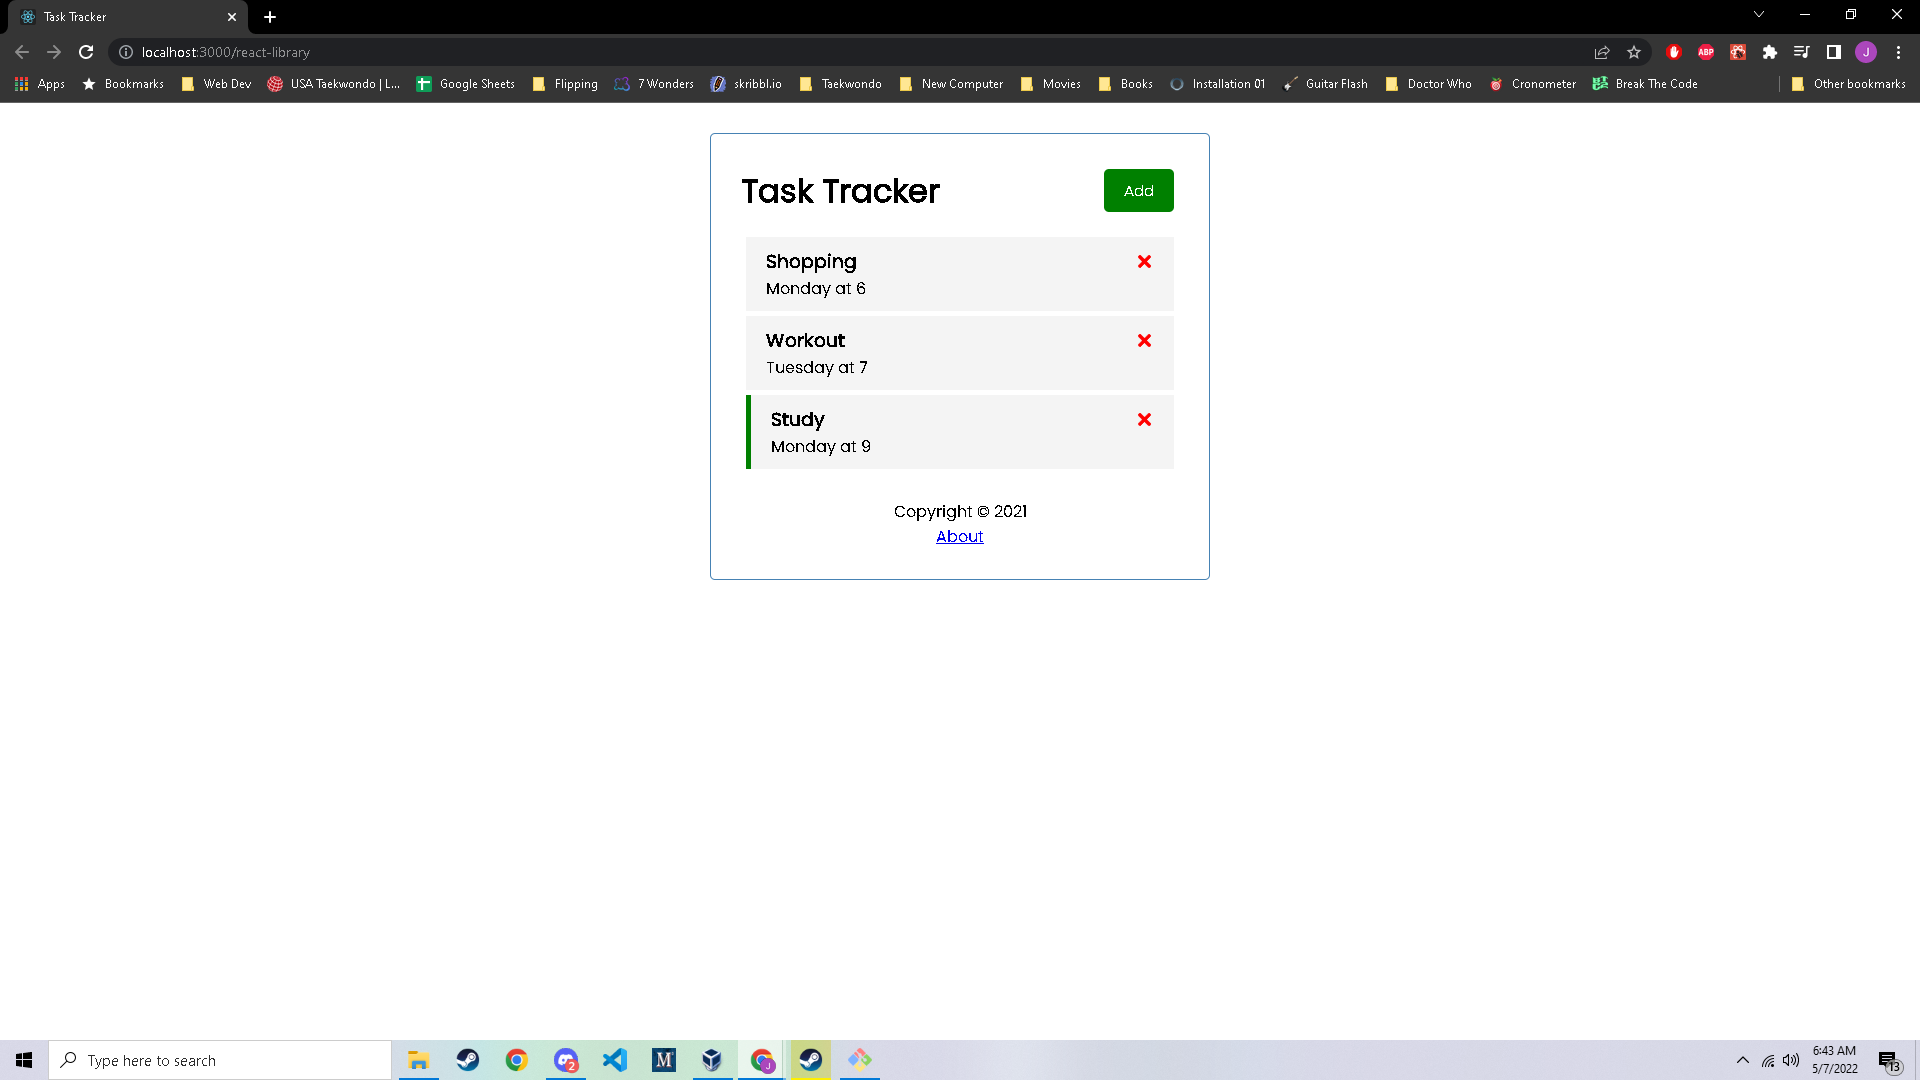 Task Tracker
localhost:3000/react-library
ABP
J
Apps Bookmarks Web Dev USA Taekwondo | L... Google Sheets Flipping 7 Wonders skribbl.io Taekwondo New Computer Movies Books Installation 01 Guitar Flash Doctor Who Cronometer Break The Code Other bookmarks
Task Tracker
Add
Shopping
Monday at 6
Workout
Tuesday at 7
Study
Monday at 9
Copyright © 2021
About
Type here to search
2
M
J
6:43 AM
5/7/2022
13